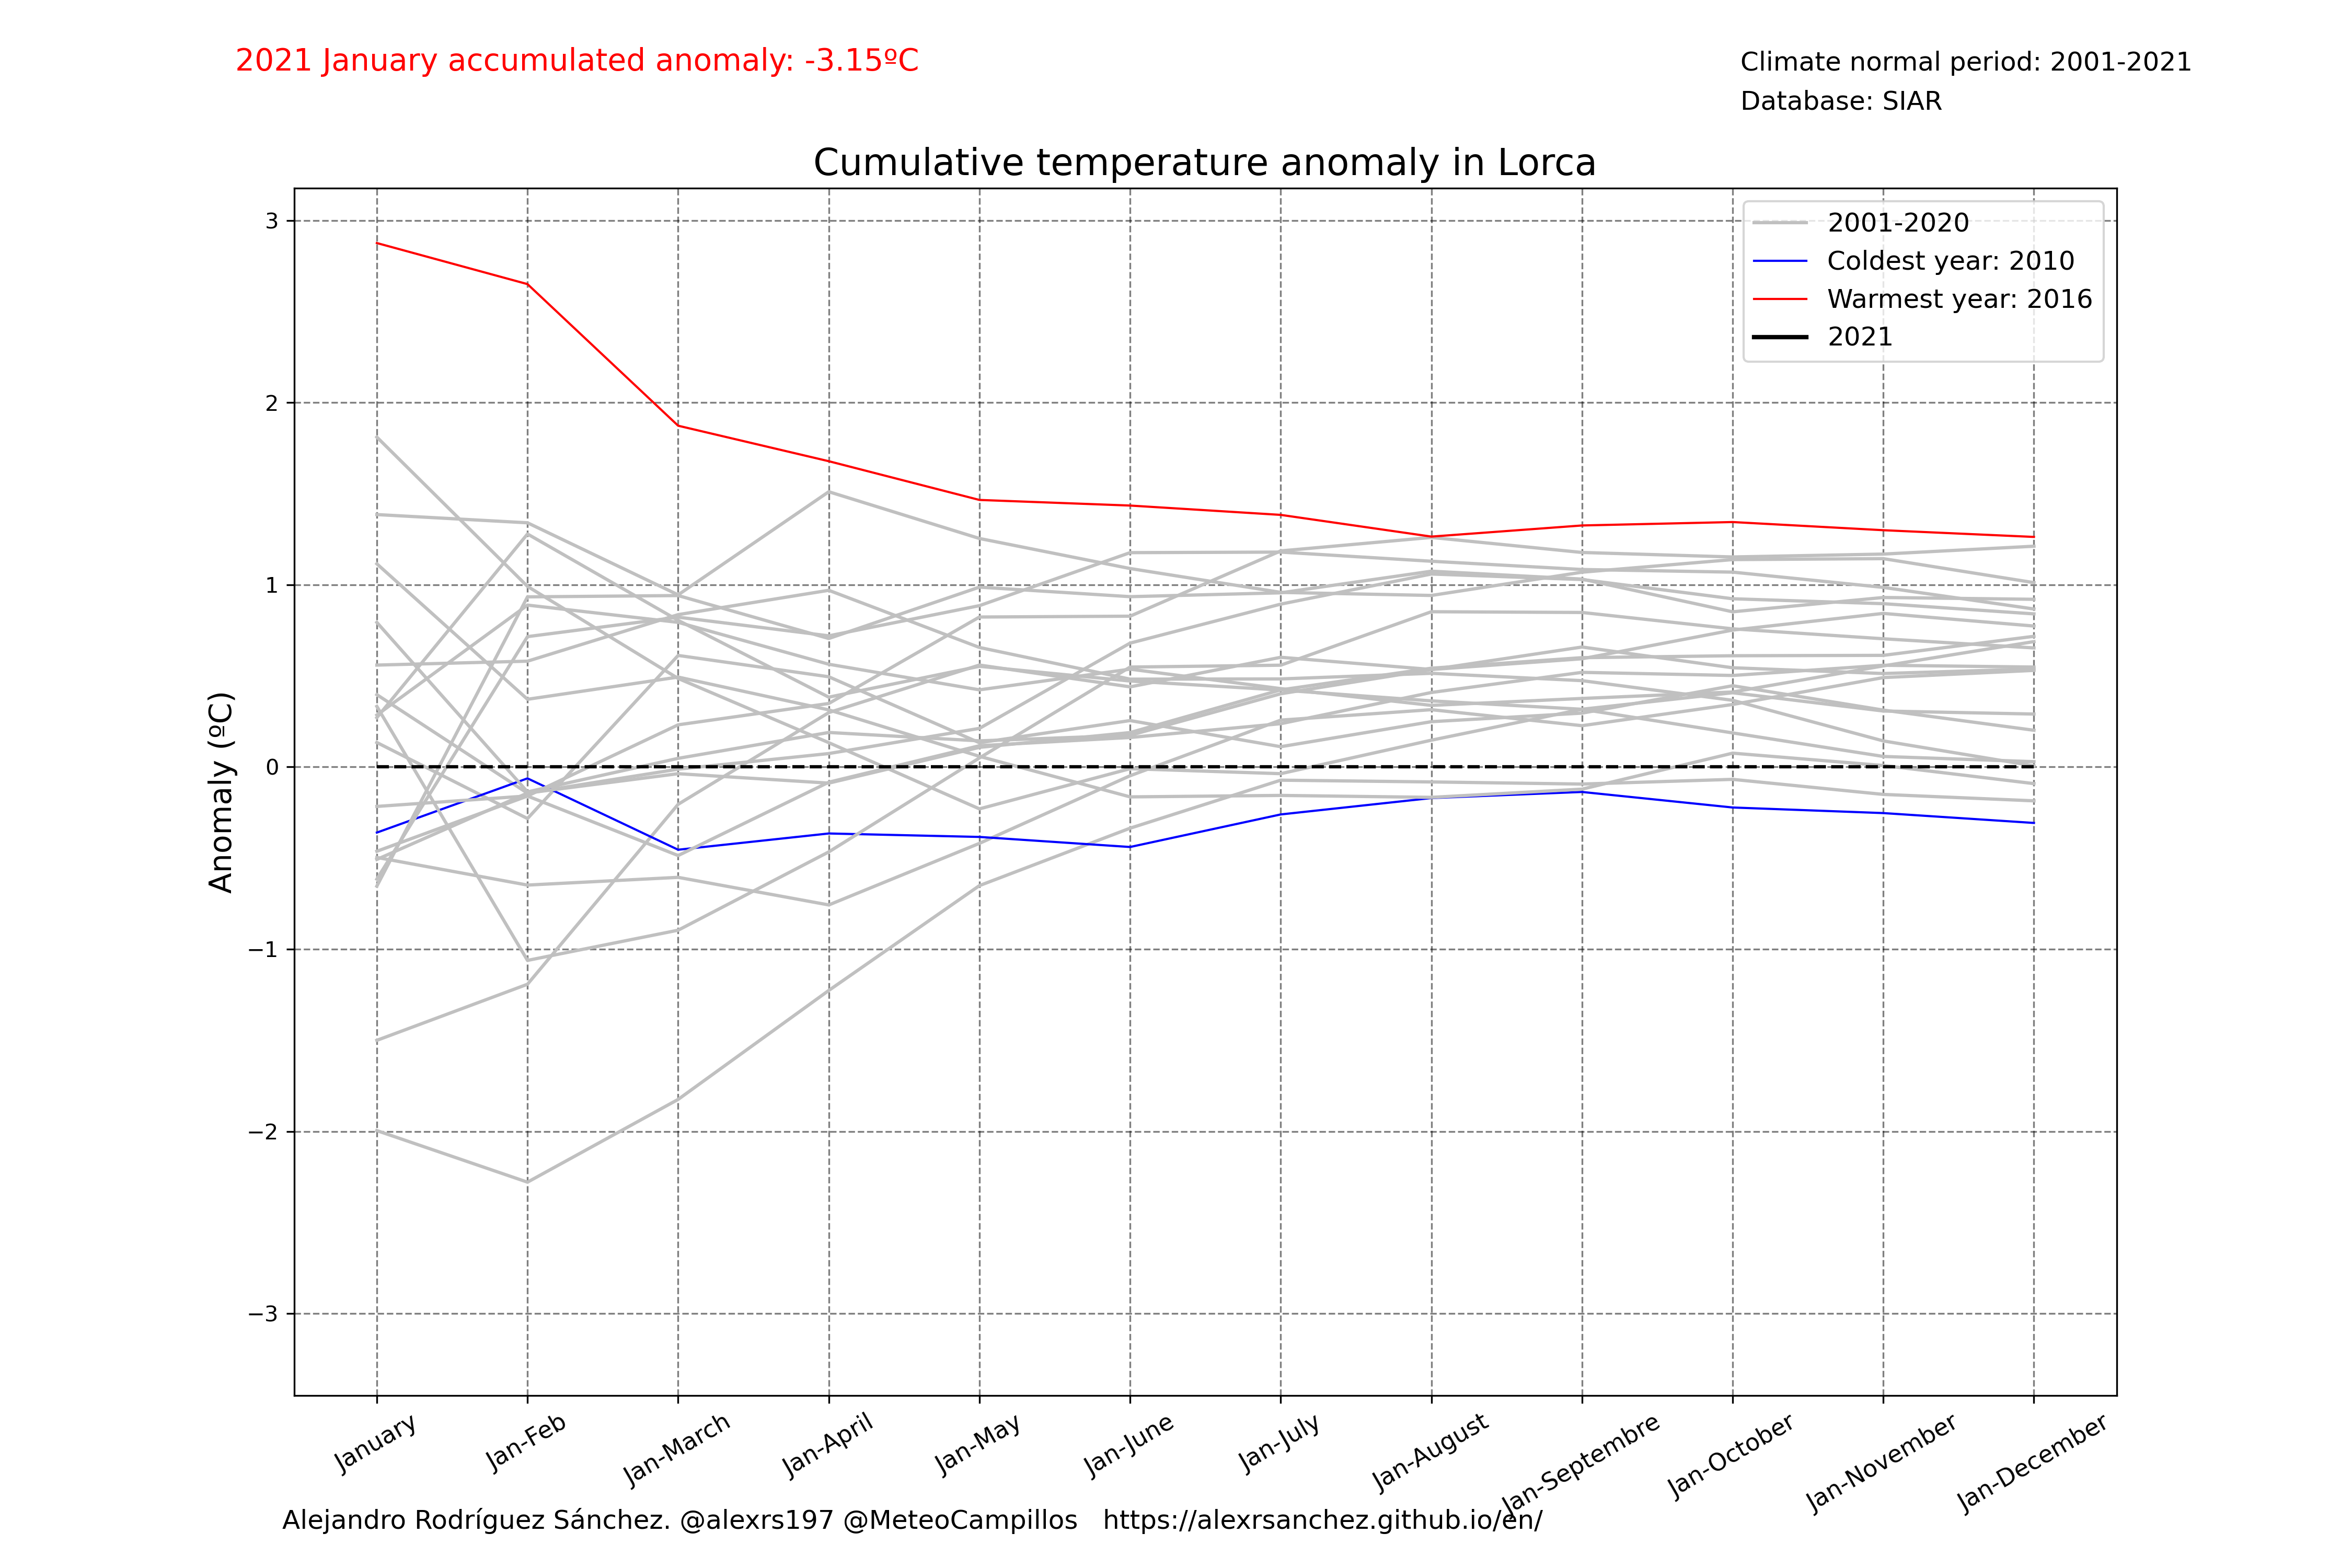 2021 January accumulated anomaly: -3.15ºC
Climate normal period: 2001-2021
Database: SIAR
Cumulative temperature anomaly in Lorca
2001-2020
Coldest year: 2010
Warmest year: 2016
2021
Anomaly (ºC)
3
2
1
0
−1
−2
−3
January
Jan-Feb
Jan-March
Jan-April
Jan-May
Jan-June
Jan-July
Jan-August
Jan-Septembre
Jan-October
Jan-November
Jan-December
Alejandro Rodríguez Sánchez. @alexrs197 @MeteoCampillos https://alexrsanchez.github.io/en/